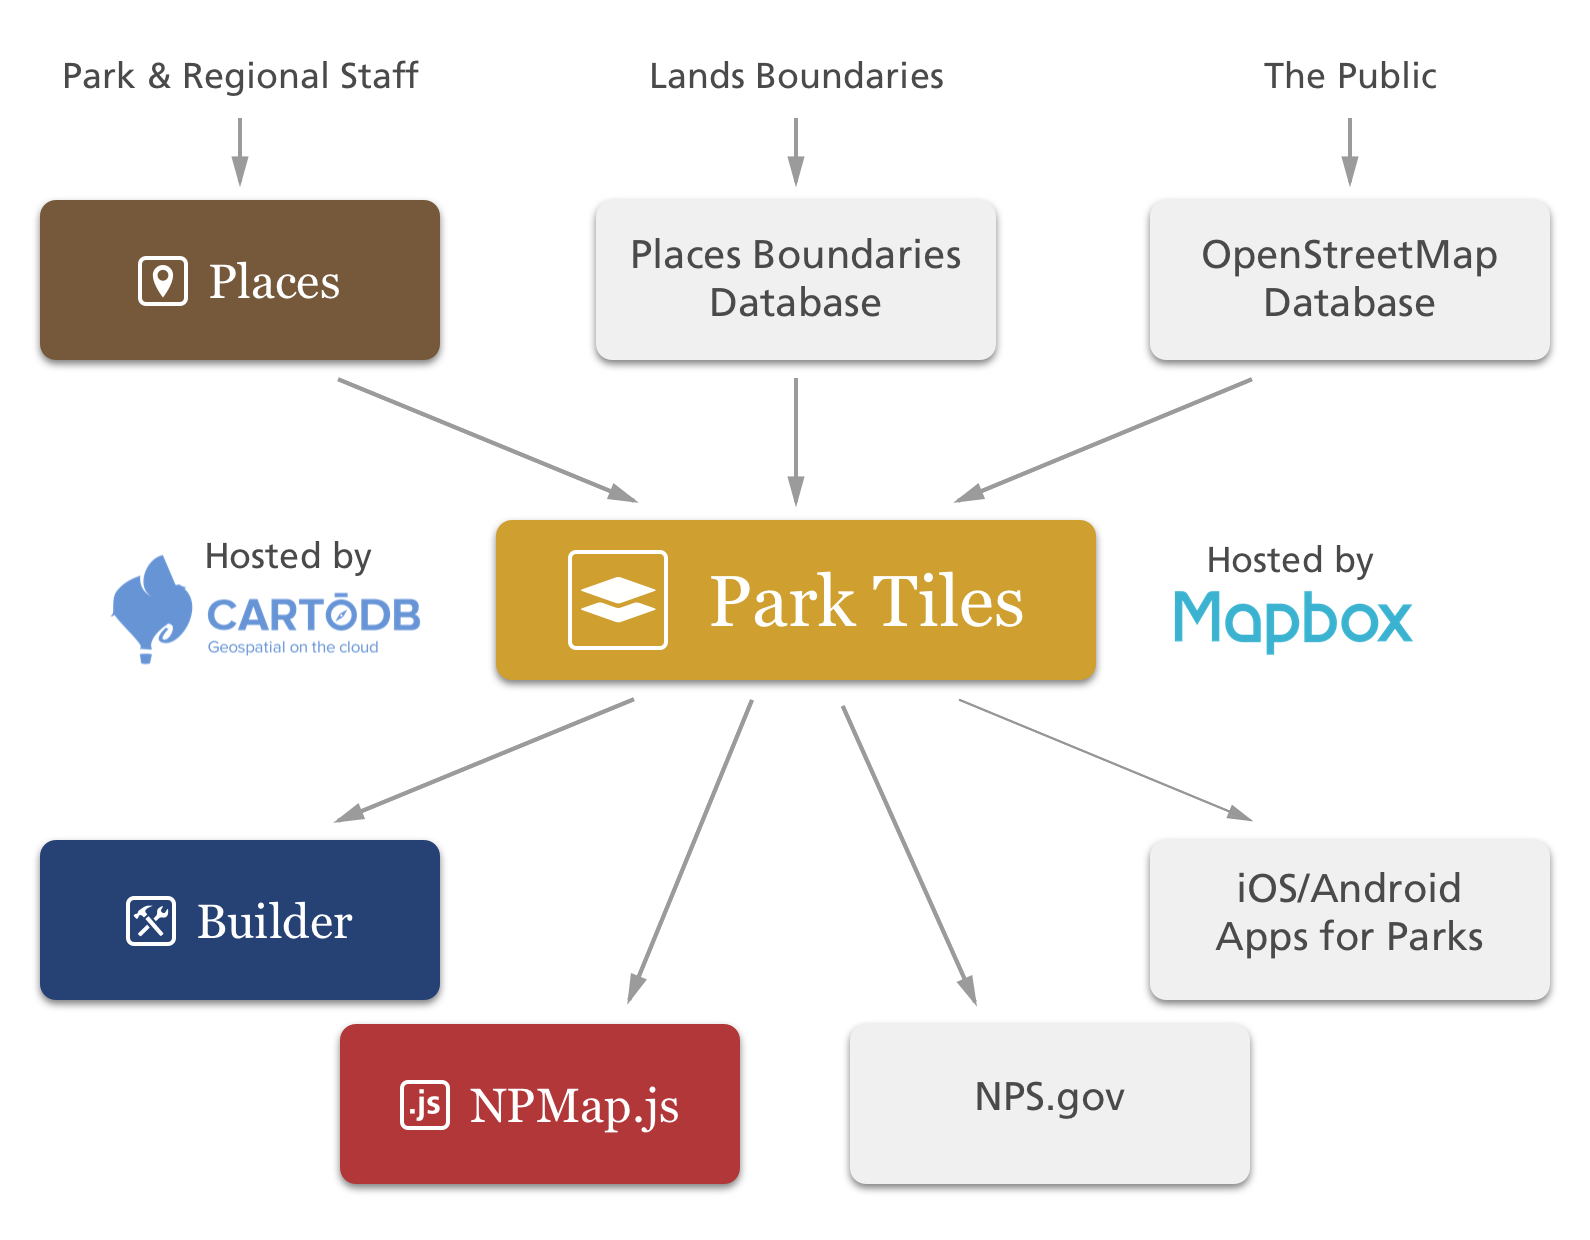 Park & Regional Staff
Lands Boundaries
The Public
Places
Places Boundaries
Database
OpenStreetMap
Database
Hosted by
CARTODB
Geospatial on the cloud
Park Tiles
Hosted by
Mapbox
Builder
iOS/Android
Apps for Parks
.js NPMap.js
NPS.gov